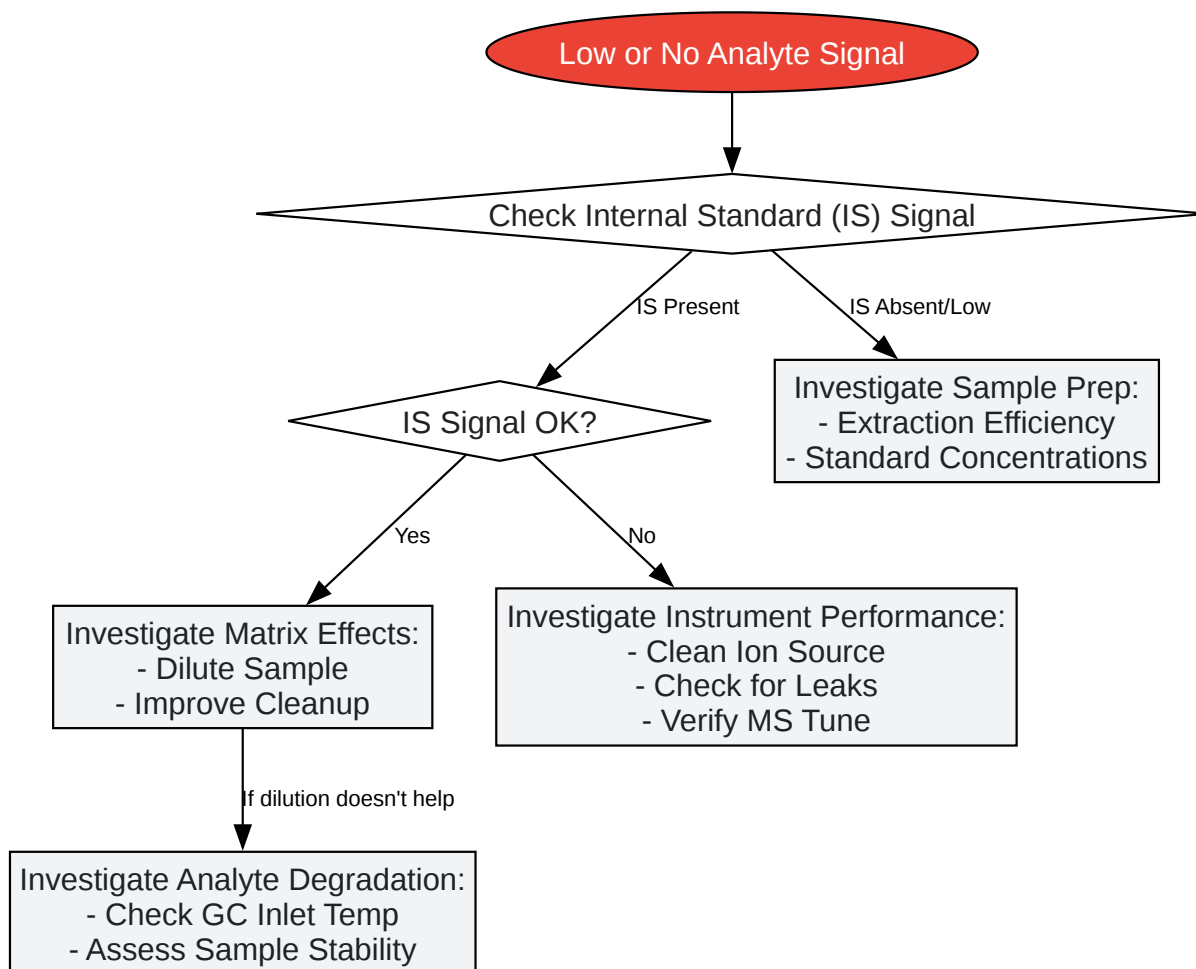 Low or No Analyte Signal
Check Internal Standard (IS) Signal
IS Present
IS Absent/Low
Investigate Sample Prep:
- Extraction Efficiency
- Standard Concentrations
IS Signal OK?
Yes
No
Investigate Matrix Effects:
- Dilute Sample
- Improve Cleanup
Investigate Instrument Performance:
- Clean Ion Source
- Check for Leaks
- Verify MS Tune
If dilution doesn't help
Investigate Analyte Degradation:
- Check GC Inlet Temp
- Assess Sample Stability